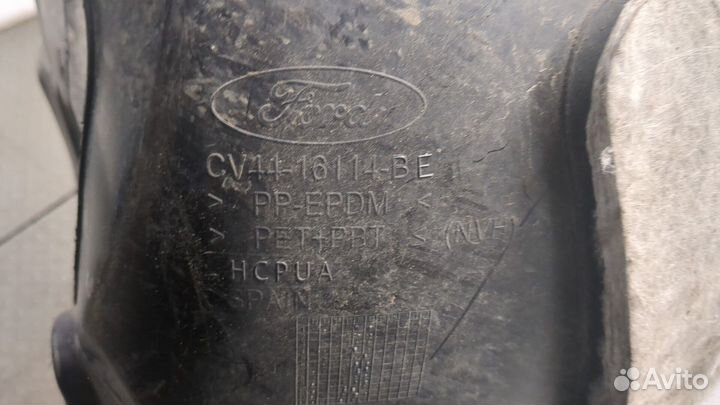 Ford
CV44-16114-BE
> PP-EPDM <
> PET+PBT < (NVH)
HCPUA
SPAIN
Avito